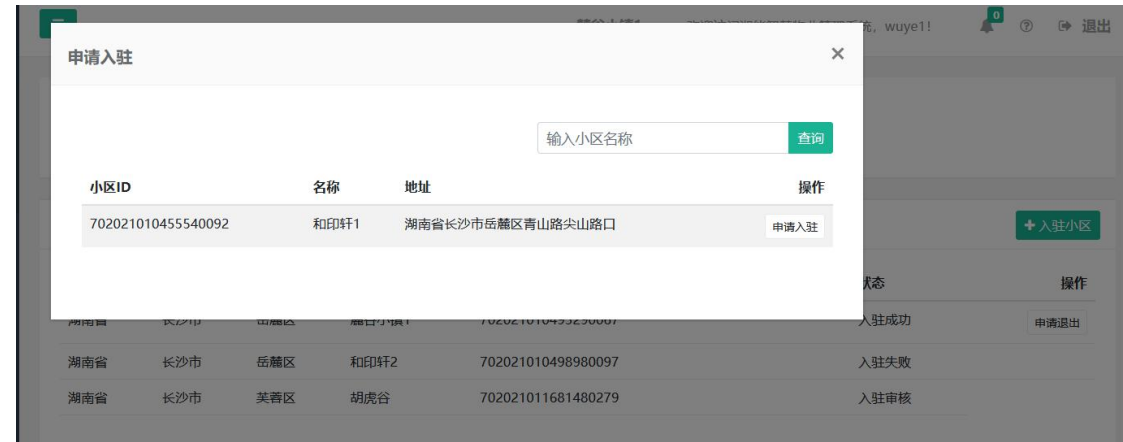 0
wuye1!
退出
申请入驻
×
输入小区名称
查询
小区ID
名称
地址
操作
702021010455540092
和印轩1
湖南省长沙市岳麓区青山路尖山路口
申请入驻
入驻小区
状态
操作
入驻成功
申请退出
湖南省
长沙市
岳麓区
和印轩2
702021010498980097
入驻失败
湖南省
长沙市
芙蓉区
胡虎谷
702021011681480279
入驻审核